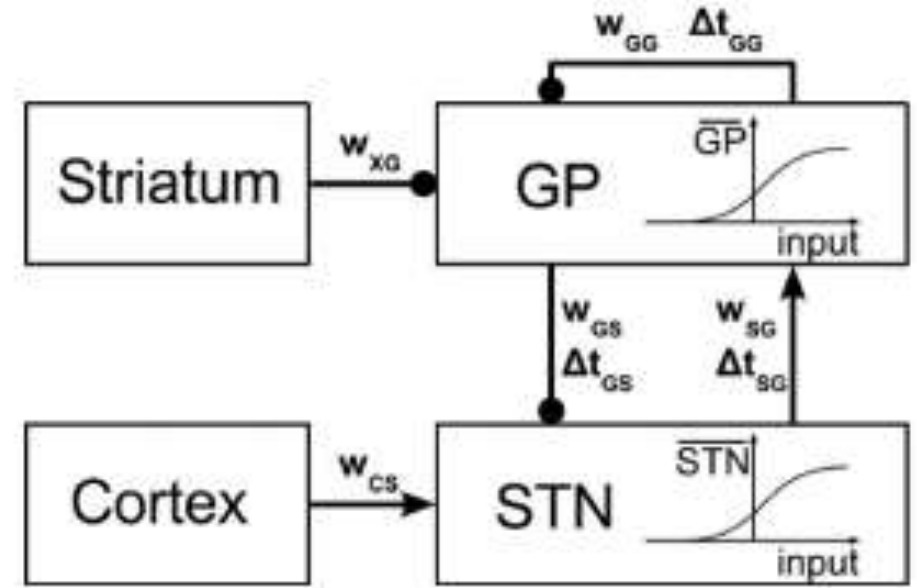 w_GG Δt_GG
Striatum
w_XG
GP
GP
input
w_GS
Δt_GS
w_SG
Δt_SG
Cortex
w_CS
STN
STN
input